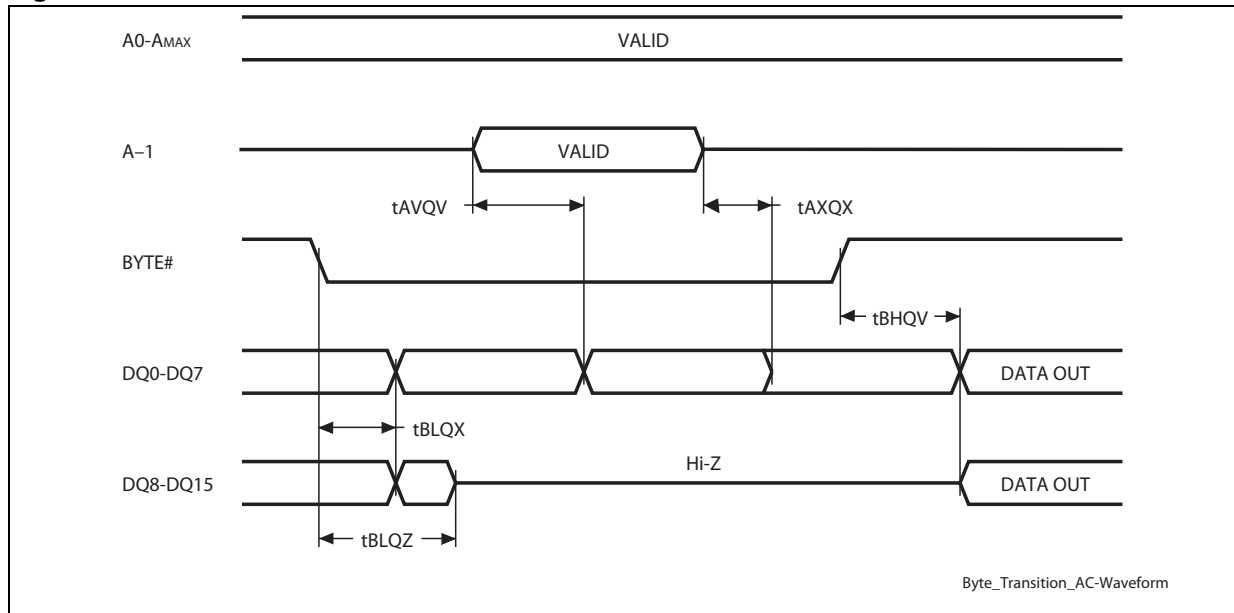 A0-AMAX
VALID
A–1
VALID
tAVQV
tAXQX
BYTE#
tBHQV
DQ0-DQ7
DATA OUT
tBLQX
Hi-Z
DQ8-DQ15
DATA OUT
tBLQZ
Byte_Transition_AC-Waveform